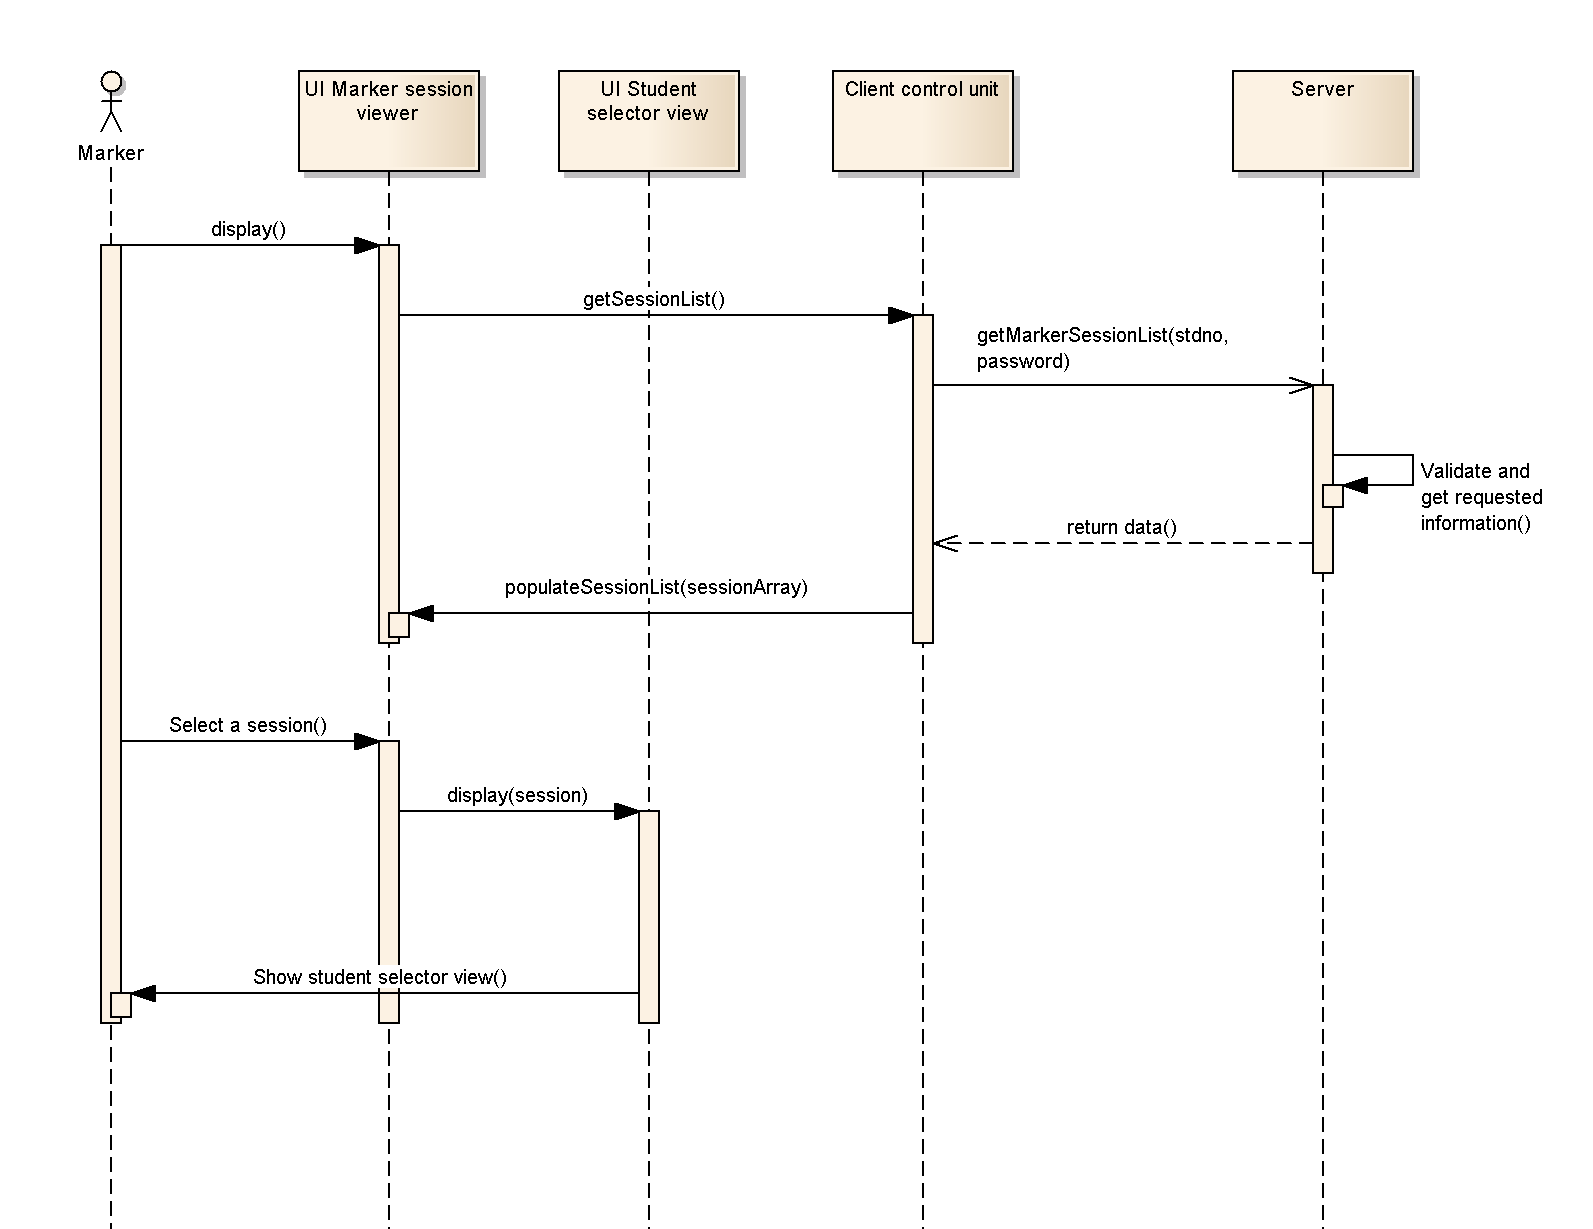 Marker
UI Marker session
viewer
UI Student
selector view
Client control unit
Server
display()
getSessionList()
getMarkerSessionList(stdno,
password)
Validate and
get requested
information()
return data()
populateSessionList(sessionArray)
Select a session()
display(session)
Show student selector view()